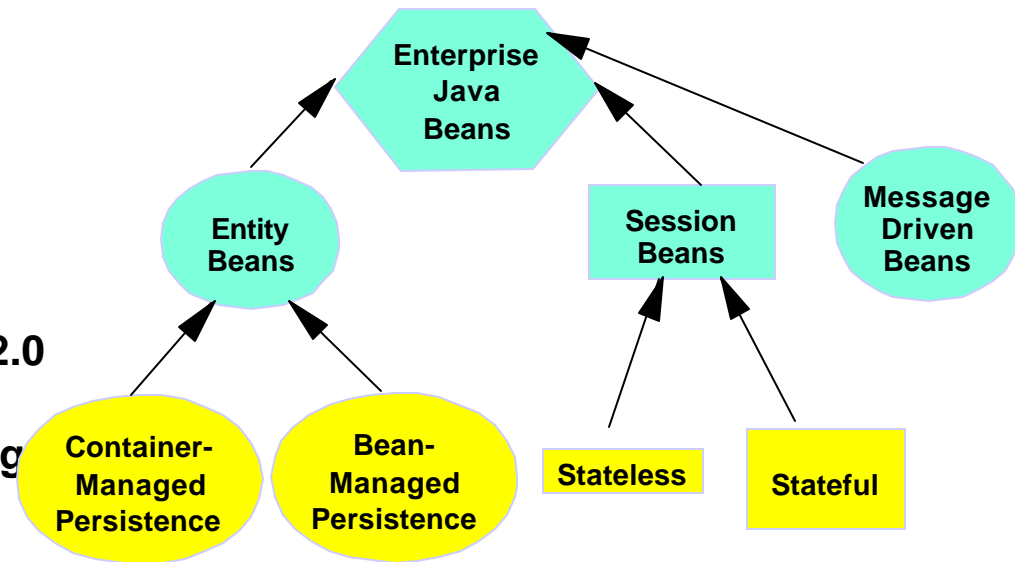 Enterprise
Java
Beans
Entity
Beans
Session
Beans
Message
Driven
Beans
2.0
g
Container-
Managed
Persistence
Bean-
Managed
Persistence
Stateless
Stateful